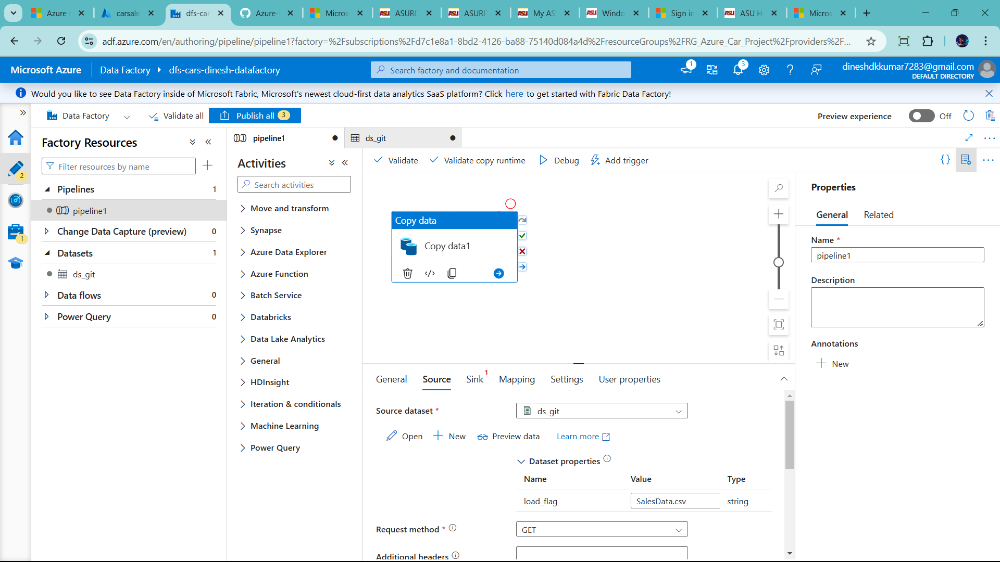 Azure
carsale
dfs-car
Azure-
Micros
ASURI
ASURI
My AS
Windo
Sign in
ASU H
Micros
adf.azure.com/en/authoring/pipeline/pipeline1?factory=%2Fsubscriptions%2Fd7c1e8a1-8bd2-4126-ba88-75140d084a4d%2FresourceGroups%2FRG_Azure_Car_Project%2Fproviders%2F...
Microsoft Azure
Data Factory
dfs-cars-dinesh-datafactory
Search factory and documentation
1
3
dineshdkkumar7283@gmail.com
DEFAULT DIRECTORY
Would you like to see Data Factory inside of Microsoft Fabric, Microsoft's newest cloud-first data analytics SaaS platform? Click here to get started with Fabric Data Factory!
Data Factory
Validate all
Publish all 3
Preview experience
Off
2
1
Factory Resources
Filter resources by name
Pipelines 1
pipeline1
Change Data Capture (preview) 0
Datasets 1
ds_git
Data flows 0
Power Query 0
pipeline1
ds_git
Activities
Search activities
Move and transform
Synapse
Azure Data Explorer
Azure Function
Batch Service
Databricks
Data Lake Analytics
General
HDInsight
Iteration & conditionals
Machine Learning
Power Query
Validate
Validate copy runtime
Debug
Add trigger
Copy data
Copy data1
General
Source
Sink 1
Mapping
Settings
User properties
Source dataset *
ds_git
Open
New
Preview data
Learn more
Dataset properties
Name Value Type
load_flag SalesData.csv string
Request method *
GET
Additional headers
Properties
General
Related
Name *
pipeline1
Description
Annotations
New